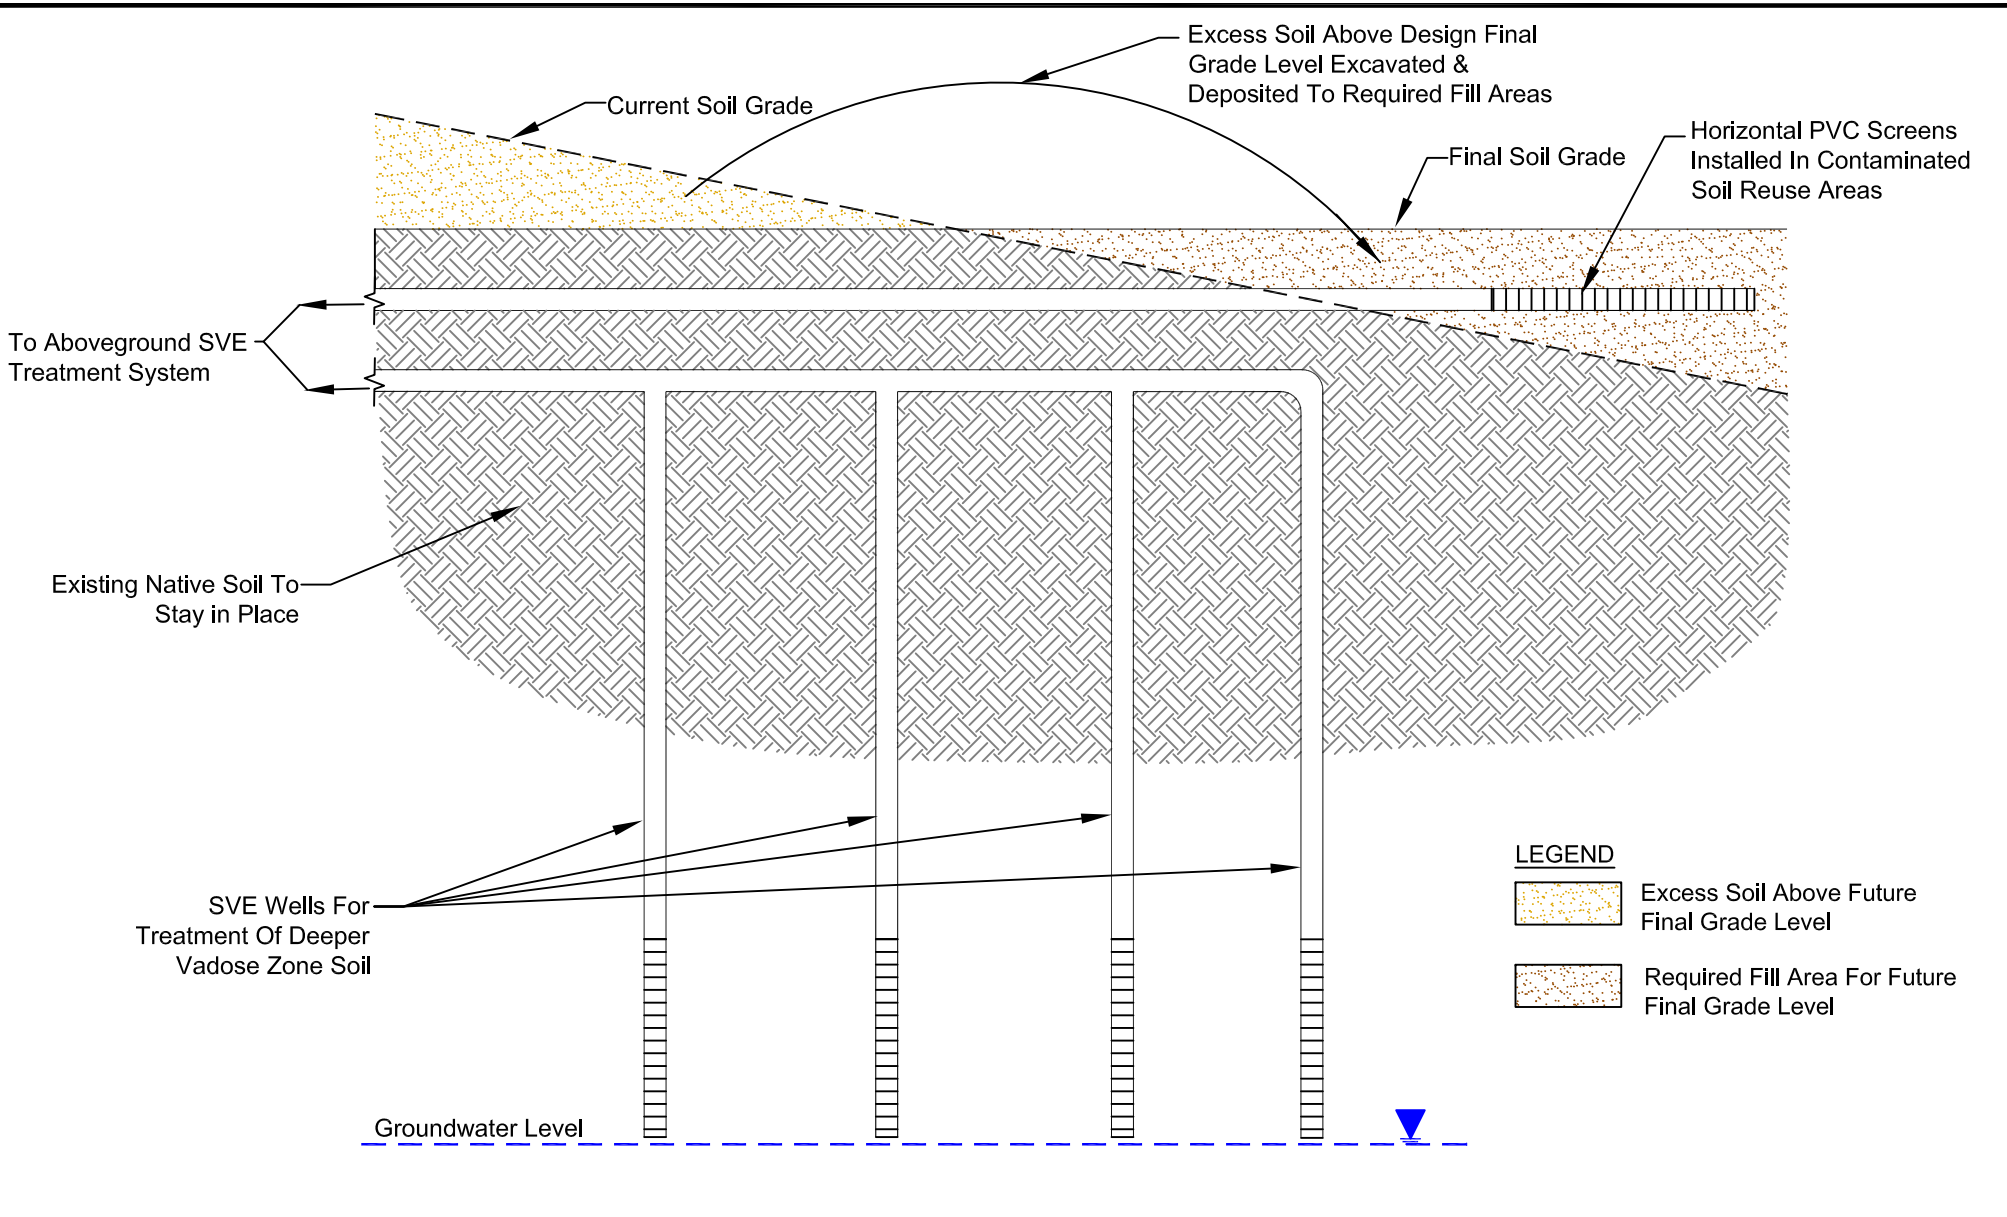 Excess Soil Above Design Final
Grade Level Excavated &
Deposited To Required Fill Areas
Current Soil Grade
Final Soil Grade
Horizontal PVC Screens
Installed In Contaminated
Soil Reuse Areas
To Aboveground SVE
Treatment System
Existing Native Soil To
Stay in Place
SVE Wells For
Treatment Of Deeper
Vadose Zone Soil
Groundwater Level
LEGEND
Excess Soil Above Future
Final Grade Level
Required Fill Area For Future
Final Grade Level